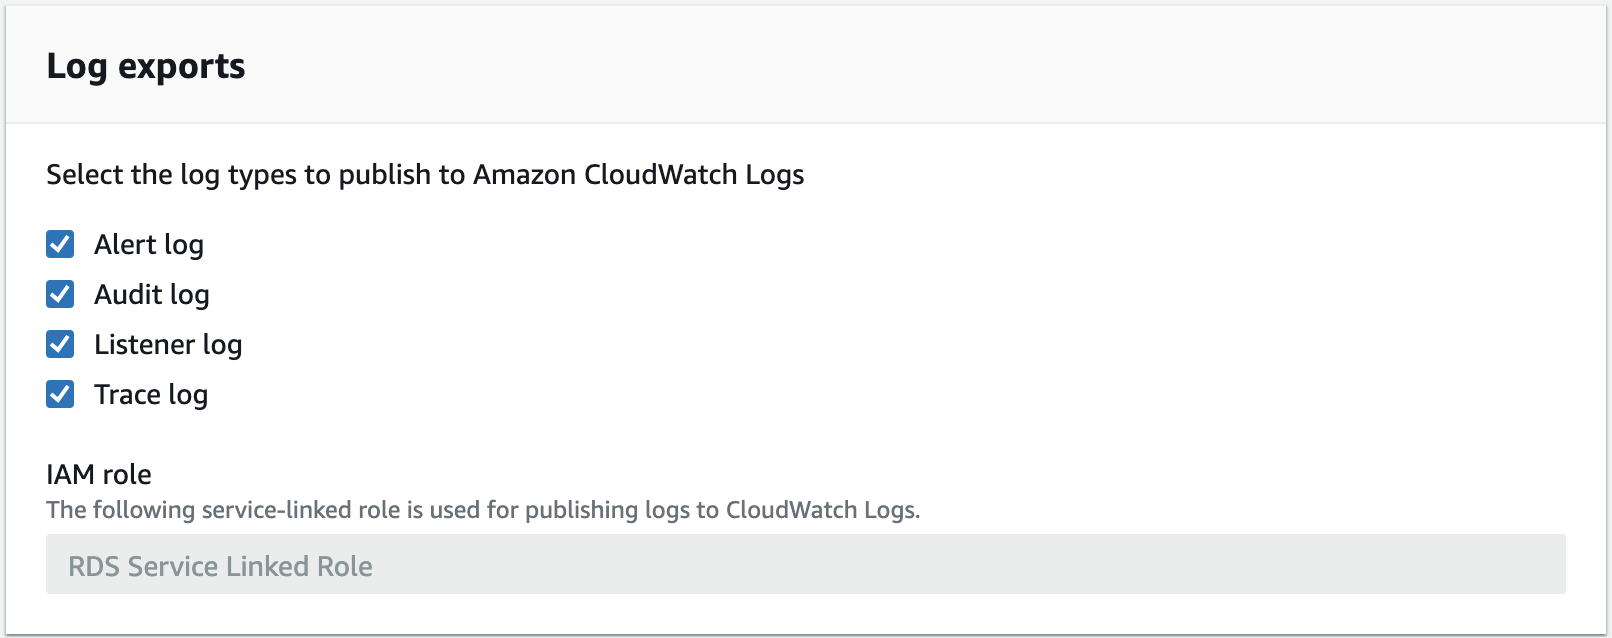 Log exports
Select the log types to publish to Amazon CloudWatch Logs
Alert log
Audit log
Listener log
Trace log
IAM role
The following service-linked role is used for publishing logs to CloudWatch Logs.
RDS Service Linked Role